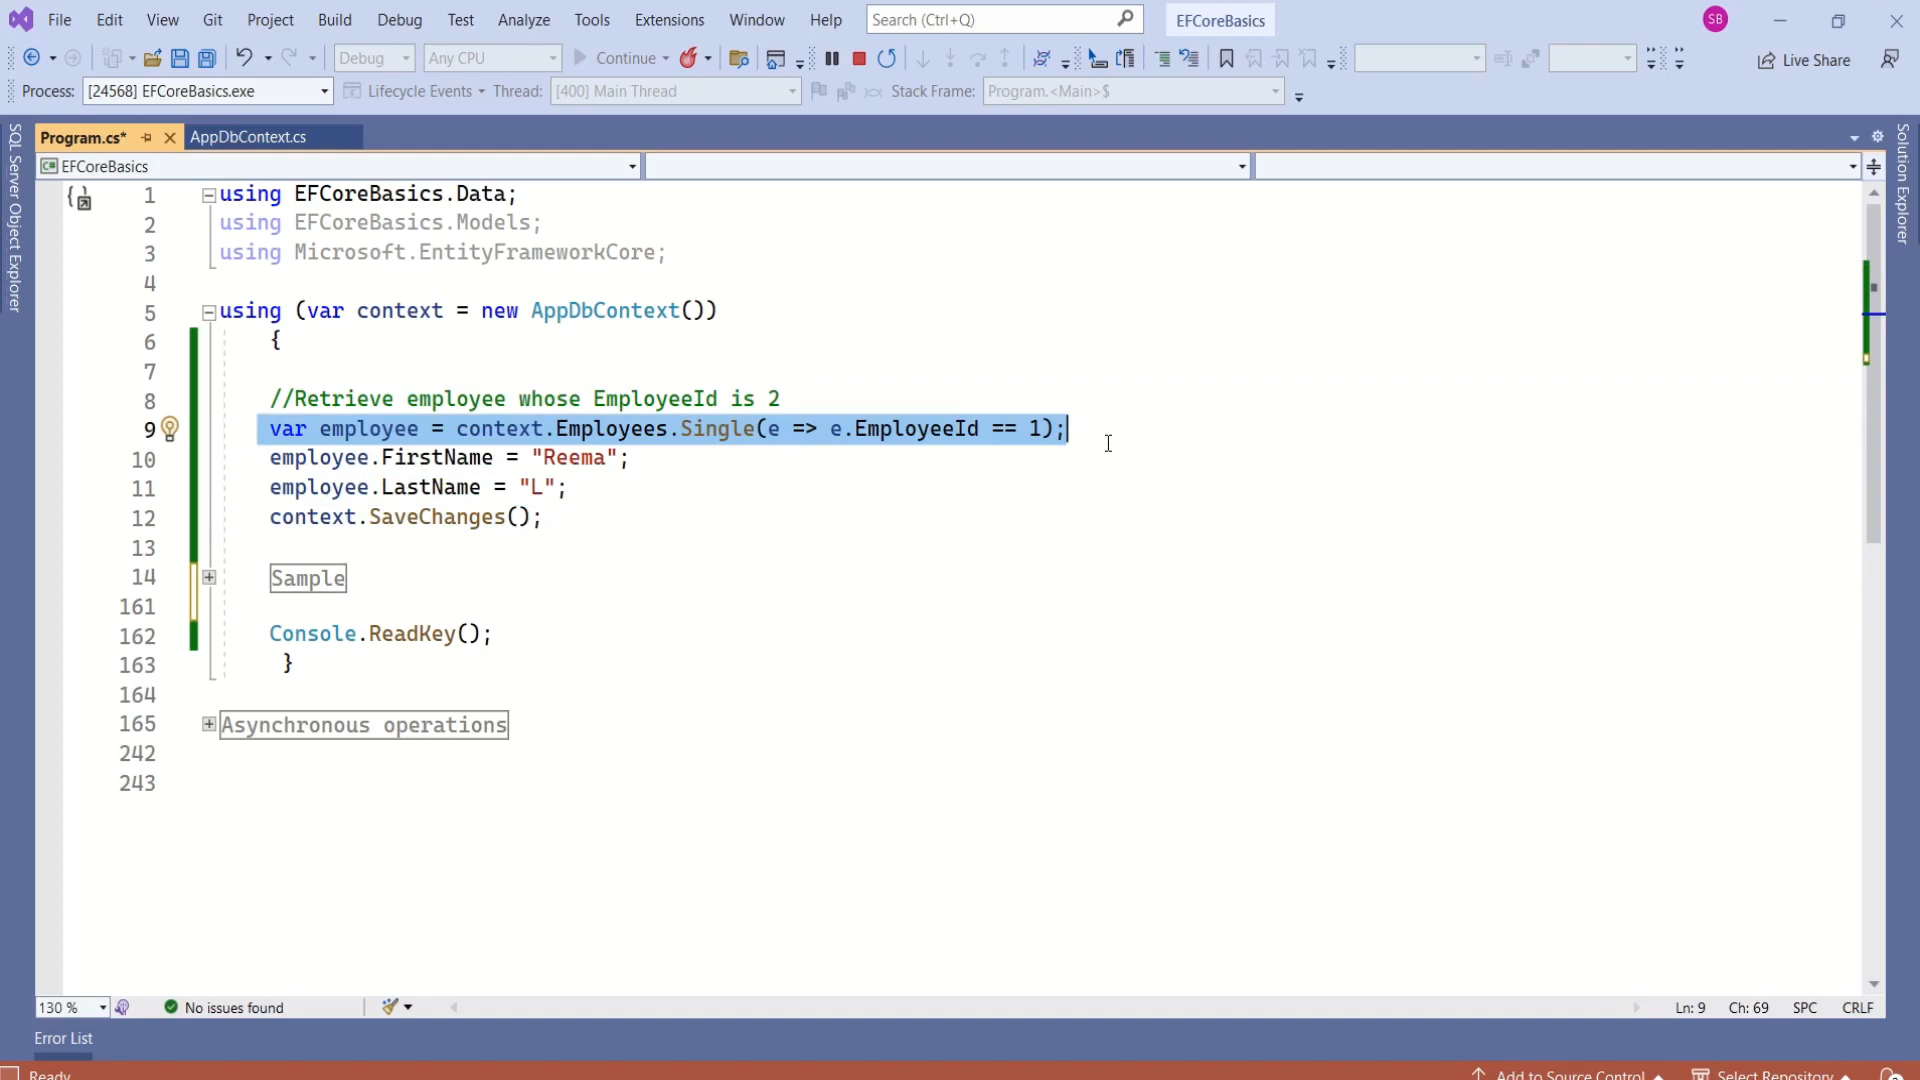 File Edit View Git Project Build Debug Test Analyze Tools Extensions Window Help Search (Ctrl+Q) EFCoreBasics SB
Debug Any CPU Continue Live Share
Process: [24568] EFCoreBasics.exe Lifecycle Events Thread: [400] Main Thread Stack Frame: Program.<Main>$
SQL Server Object Explorer
Solution Explorer
Program.cs* AppDbContext.cs
C# EFCoreBasics
1 using EFCoreBasics.Data;
2 using EFCoreBasics.Models;
3 using Microsoft.EntityFrameworkCore;
4
5 using (var context = new AppDbContext())
6 {
7
8 //Retrieve employee whose EmployeeId is 2
9 var employee = context.Employees.Single(e => e.EmployeeId == 1);
10 employee.FirstName = "Reema";
11 employee.LastName = "L";
12 context.SaveChanges();
13
14 Sample
161
162 Console.ReadKey();
163 }
164
165 Asynchronous operations
242
243
130 % No issues found Ln: 9 Ch: 69 SPC CRLF
Error List
Ready Add to Source Control Select Repository